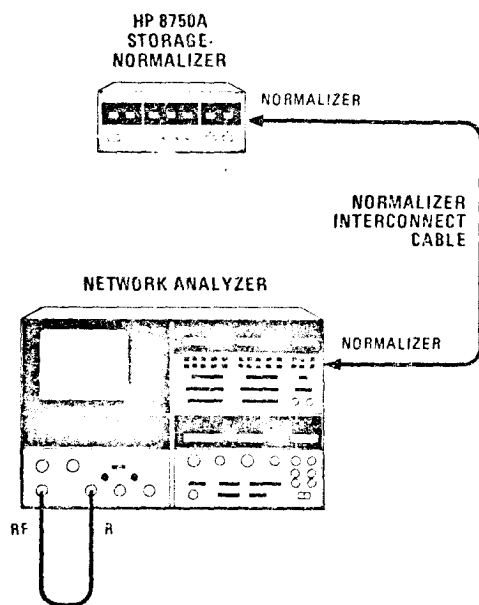 HP 8750A
STORAGE-
NORMALIZER
NORMALIZER
NORMALIZER
INTERCONNECT
CABLE
NETWORK ANALYZER
NORMALIZER
RF
R